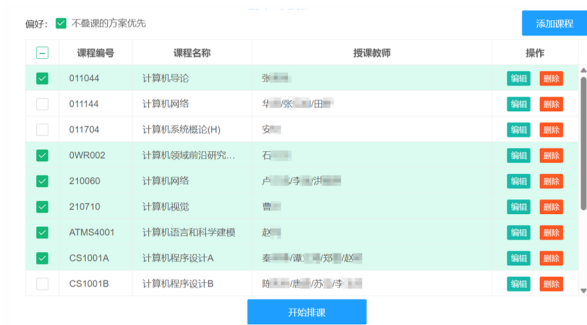 偏好： 不叠课的方案优先
添加课程
课程编号 课程名称 授课教师 操作
011044 计算机导论 张 编辑 删除
011144 计算机网络 华 /张 /田 编辑 删除
011704 计算机系统概论(H) 安 编辑 删除
0WR002 计算机领域前沿研究... 石 编辑 删除
210060 计算机网络 卢 /李 /洪 编辑 删除
210710 计算机视觉 曹 编辑 删除
ATMS4001 计算机语言和科学建模 赵 编辑 删除
CS1001A 计算机程序设计A 秦 /谭 /郑 /赵 编辑 删除
CS1001B 计算机程序设计B 陈 /唐 /苏 /李 编辑 删除
开始排课